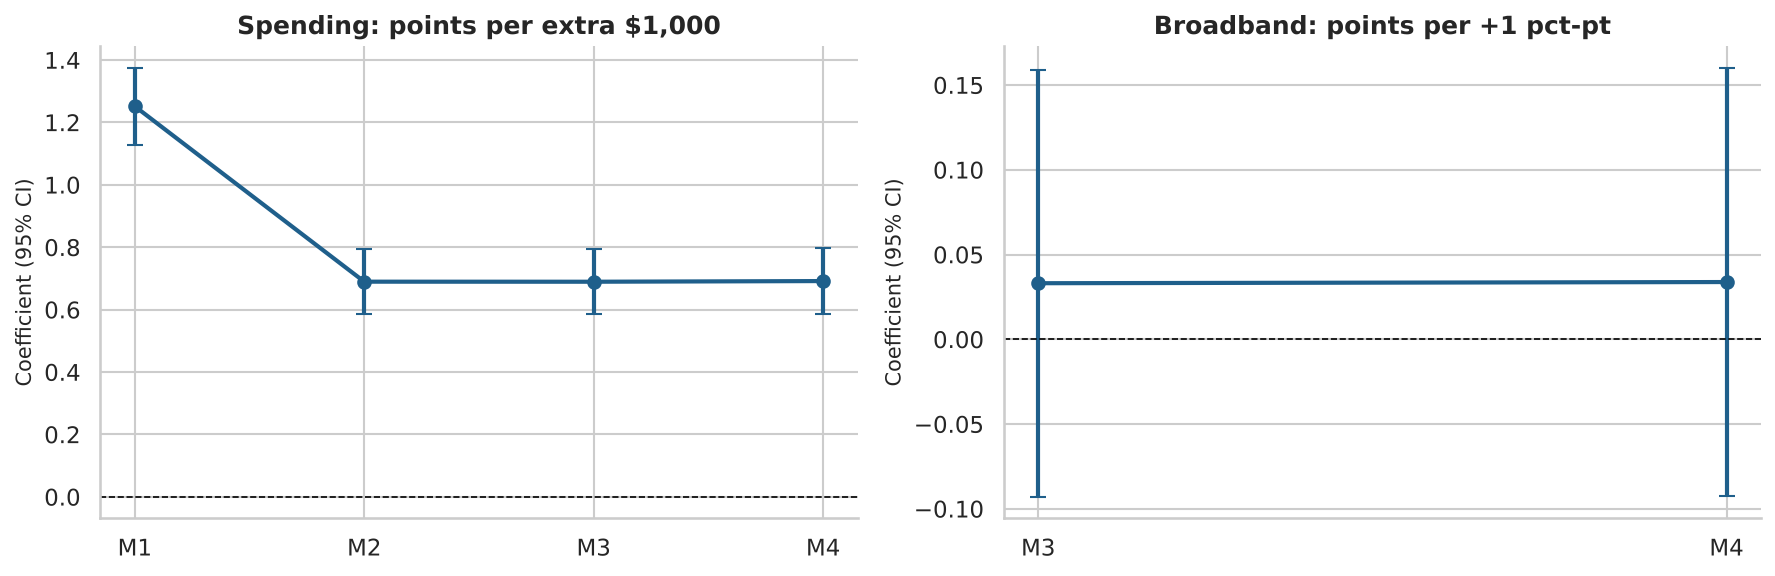 Spending: points per extra $1,000
Coefficient (95% CI)
1.4
1.2
1.0
0.8
0.6
0.4
0.2
0.0
M1 M2 M3 M4
Broadband: points per +1 pct-pt
Coefficient (95% CI)
0.15
0.10
0.05
0.00
−0.05
−0.10
M3 M4